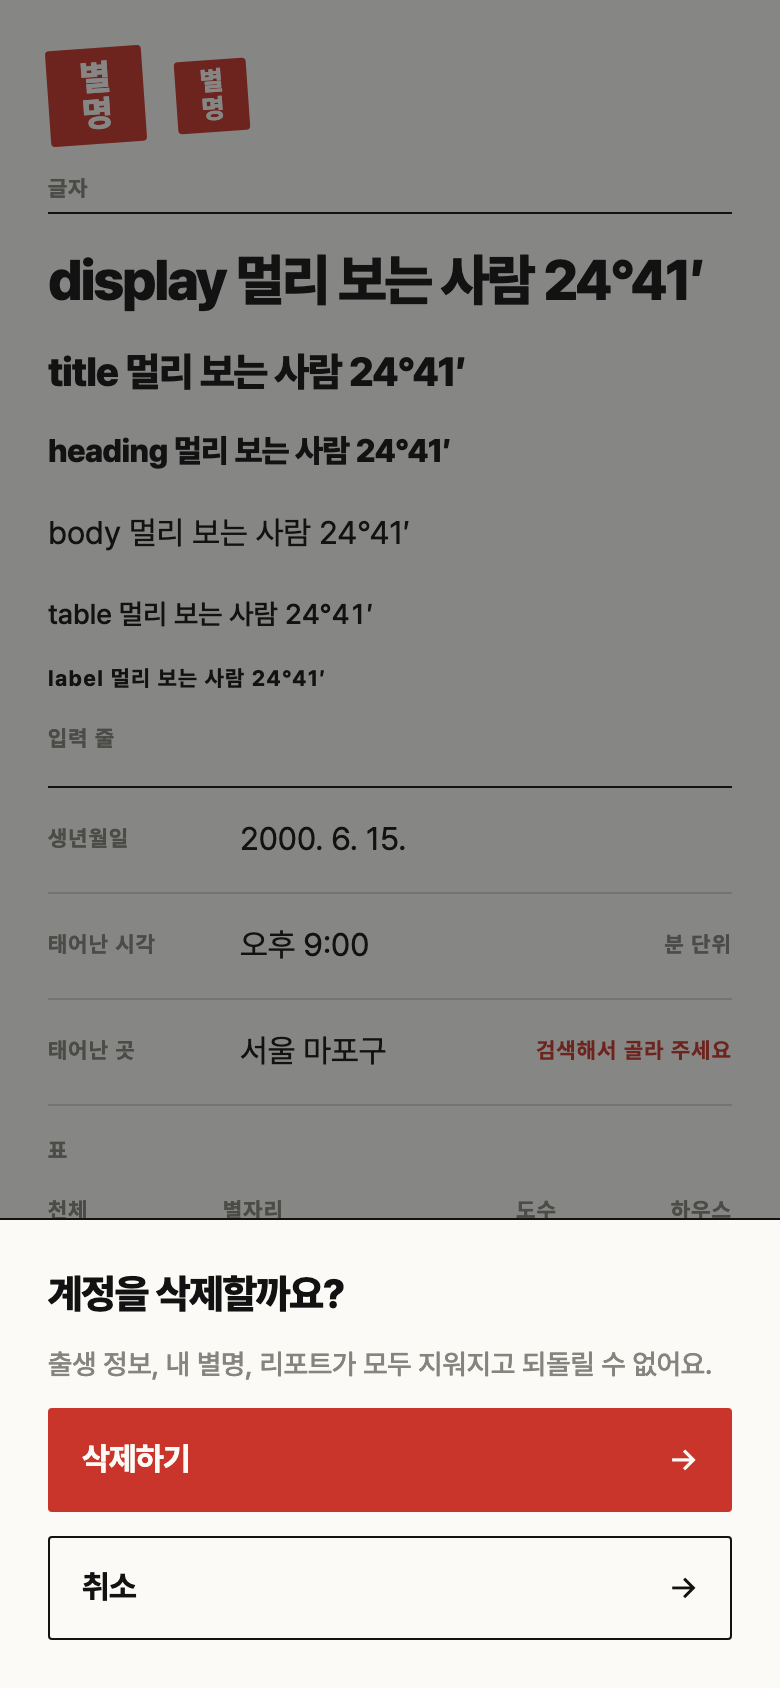 별
명
별
명
글자
display 멀리 보는 사람 24°41′
title 멀리 보는 사람 24°41′
heading 멀리 보는 사람 24°41′
body 멀리 보는 사람 24°41′
table 멀리 보는 사람 24°41′
label 멀리 보는 사람 24°41′
입력 줄
생년월일 2000. 6. 15.
태어난 시각 오후 9:00 분 단위
태어난 곳 서울 마포구 검색해서 골라 주세요
표
천체 별자리 도수 하우스
계정을 삭제할까요?
출생 정보, 내 별명, 리포트가 모두 지워지고 되돌릴 수 없어요.
삭제하기 →
취소 →